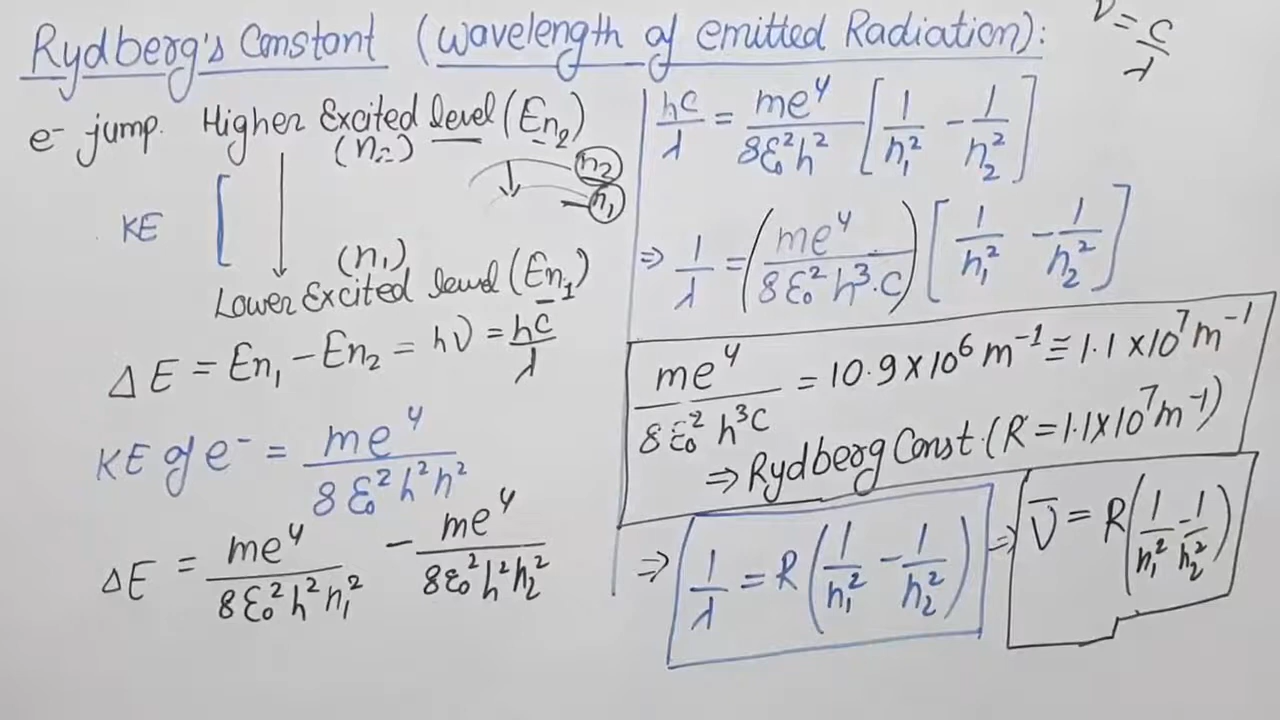 Rydberg's Constant (wavelength of emitted Radiation):
ν = c/λ
e⁻ jump. Higher Excited level (En₂)
(n₂)
n₂
n₁
KE
(n₁)
Lower Excited level (En₁)
ΔE = En₁ - En₂ = hν = hc/λ
KE of e⁻ = me⁴/8ε₀²h²n²
ΔE = me⁴/8ε₀²h²n₁² - me⁴/8ε₀²h²n₂²
hc/λ = me⁴/8ε₀²h² [1/n₁² - 1/n₂²]
⇒ 1/λ = (me⁴/8ε₀²h³.c) [1/n₁² - 1/n₂²]
me⁴/8ε₀²h³c = 10.9 × 10⁶ m⁻¹ ≡ 1.1 × 10⁷ m⁻¹
⇒ Rydberg Const. (R = 1.1 × 10⁷ m⁻¹)
⇒ 1/λ = R(1/n₁² - 1/n₂²) ⇒ ν̅ = R(1/n₁² - 1/n₂²)